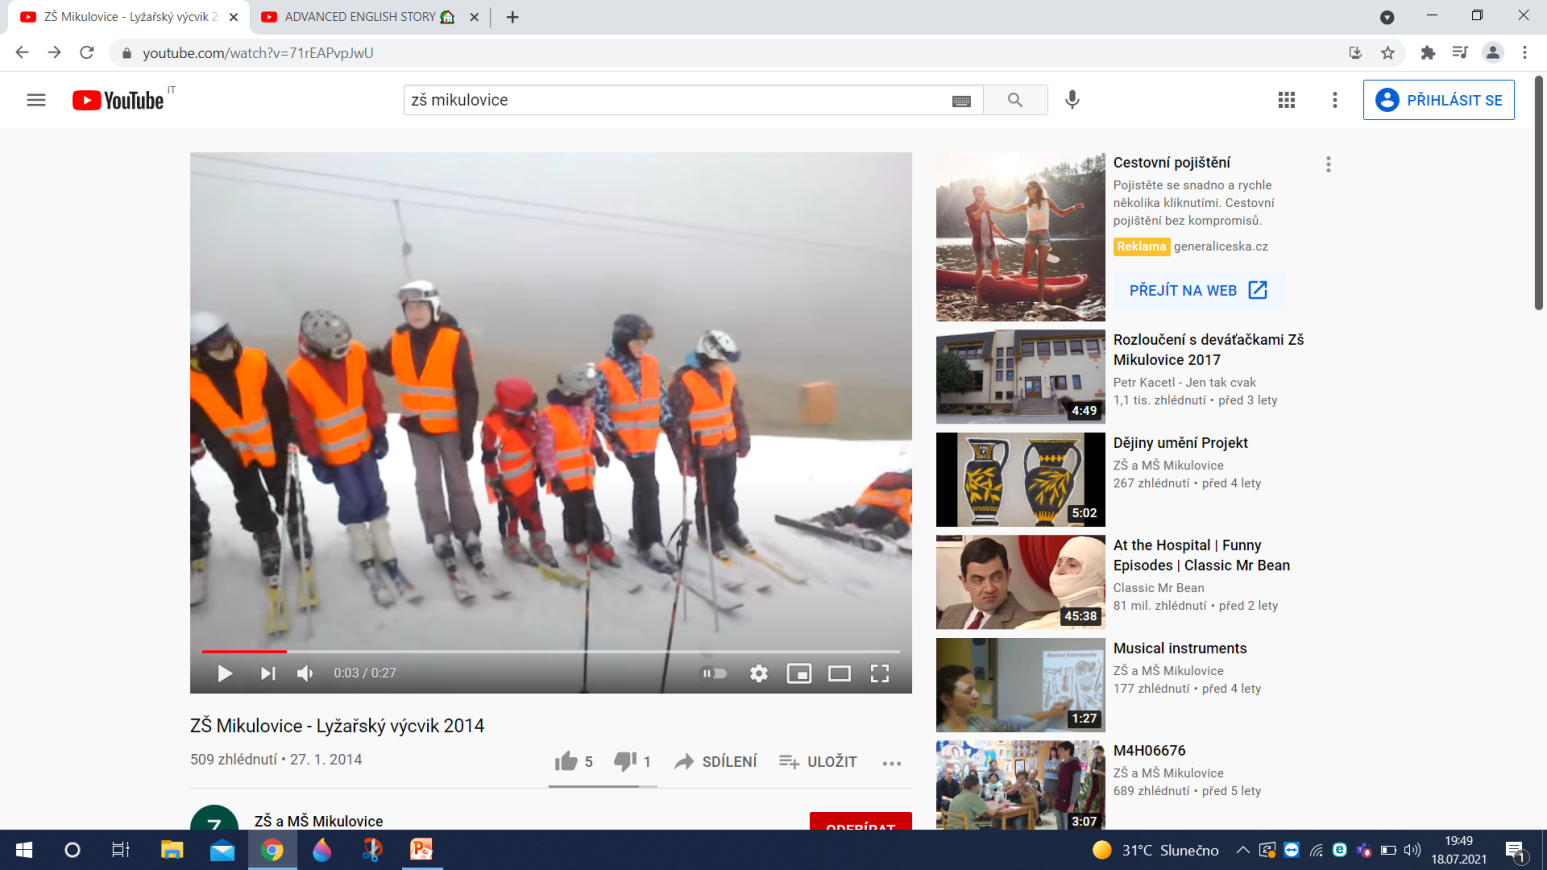 ZŠ Mikulovice - Lyžařský výcvik 2
ADVANCED ENGLISH STORY
youtube.com/watch?v=71rEAPvpJwU
YouTube IT
zš mikulovice
PŘIHLÁSIT SE
Cestovní pojištění
Pojistěte se snadno a rychle
několika kliknutími. Cestovní
pojištění bez kompromisů.
Reklama generaliceska.cz
PŘEJÍT NA WEB
Rozloučení s deváťačkami Zš
Mikulovice 2017
Petr Kacetl - Jen tak cvak
1,1 tis. zhlédnutí • před 3 lety
4:49
Dějiny umění Projekt
ZŠ a MŠ Mikulovice
267 zhlédnutí • před 4 lety
5:02
At the Hospital | Funny
Episodes | Classic Mr Bean
Classic Mr Bean
81 mil. zhlédnutí • před 2 lety
45:38
Musical instruments
ZŠ a MŠ Mikulovice
177 zhlédnutí • před 4 lety
Musical Instruments
1:27
M4H06676
ZŠ a MŠ Mikulovice
689 zhlédnutí • před 5 lety
3:07
0:03 / 0:27
ZŠ Mikulovice - Lyžařský výcvik 2014
509 zhlédnutí • 27. 1. 2014
5 1 SDÍLENÍ ULOŽIT
Z
ZŠ a MŠ Mikulovice
ODEBÍRAT
31°C Slunečno
19:49
18.07.2021
1